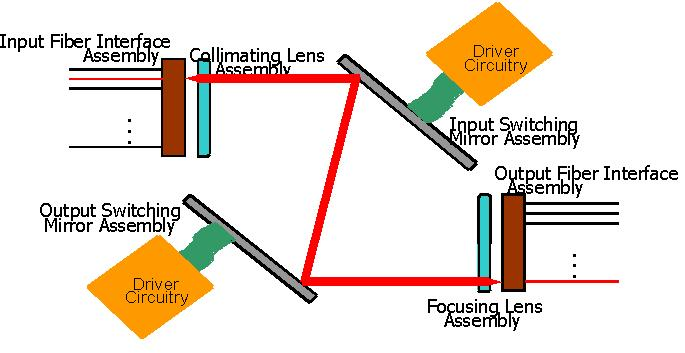 Input Fiber Interface
Assembly
Collimating Lens
Assembly
Driver
Circuitry
Input Switching
Mirror Assembly
Output Fiber Interface
Assembly
Output Switching
Mirror Assembly
Driver
Circuitry
Focusing Lens
Assembly